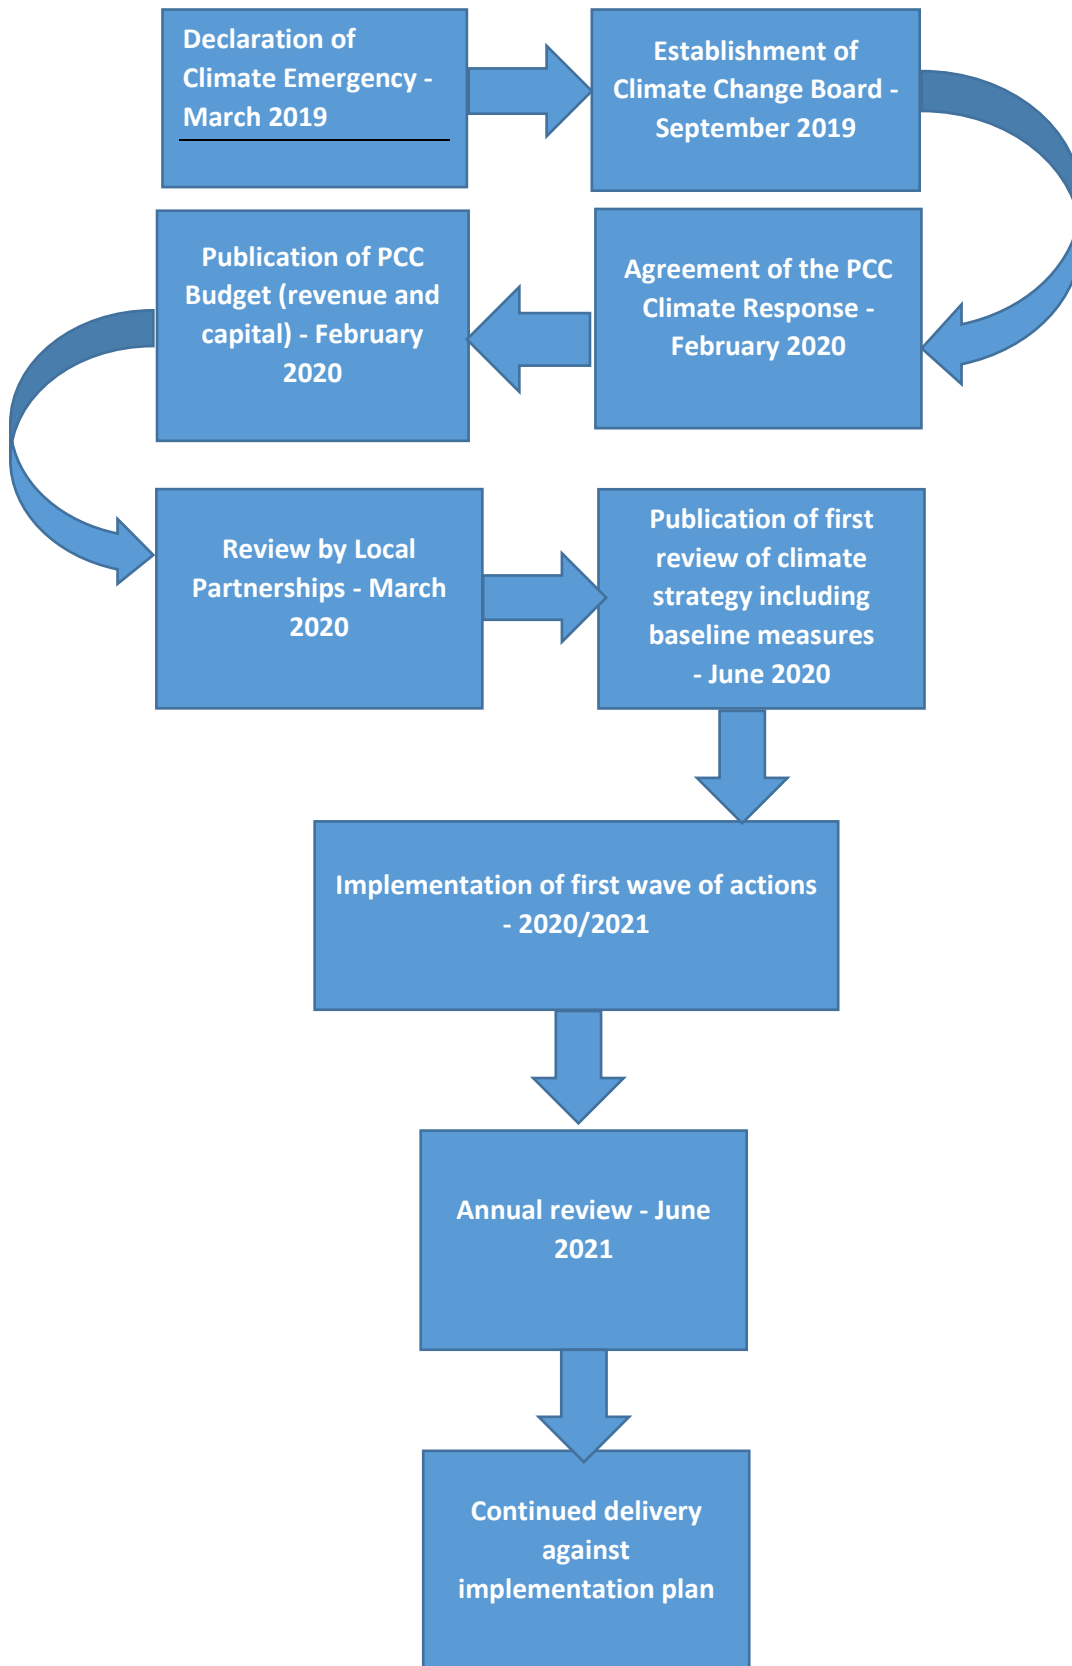 Declaration of
Climate Emergency -
March 2019
Establishment of
Climate Change Board -
September 2019
Agreement of the PCC
Climate Response -
February 2020
Publication of PCC
Budget (revenue and
capital) - February
2020
Review by Local
Partnerships - March
2020
Publication of first
review of climate
strategy including
baseline measures
- June 2020
Implementation of first wave of actions
- 2020/2021
Annual review - June
2021
Continued delivery
against
implementation plan